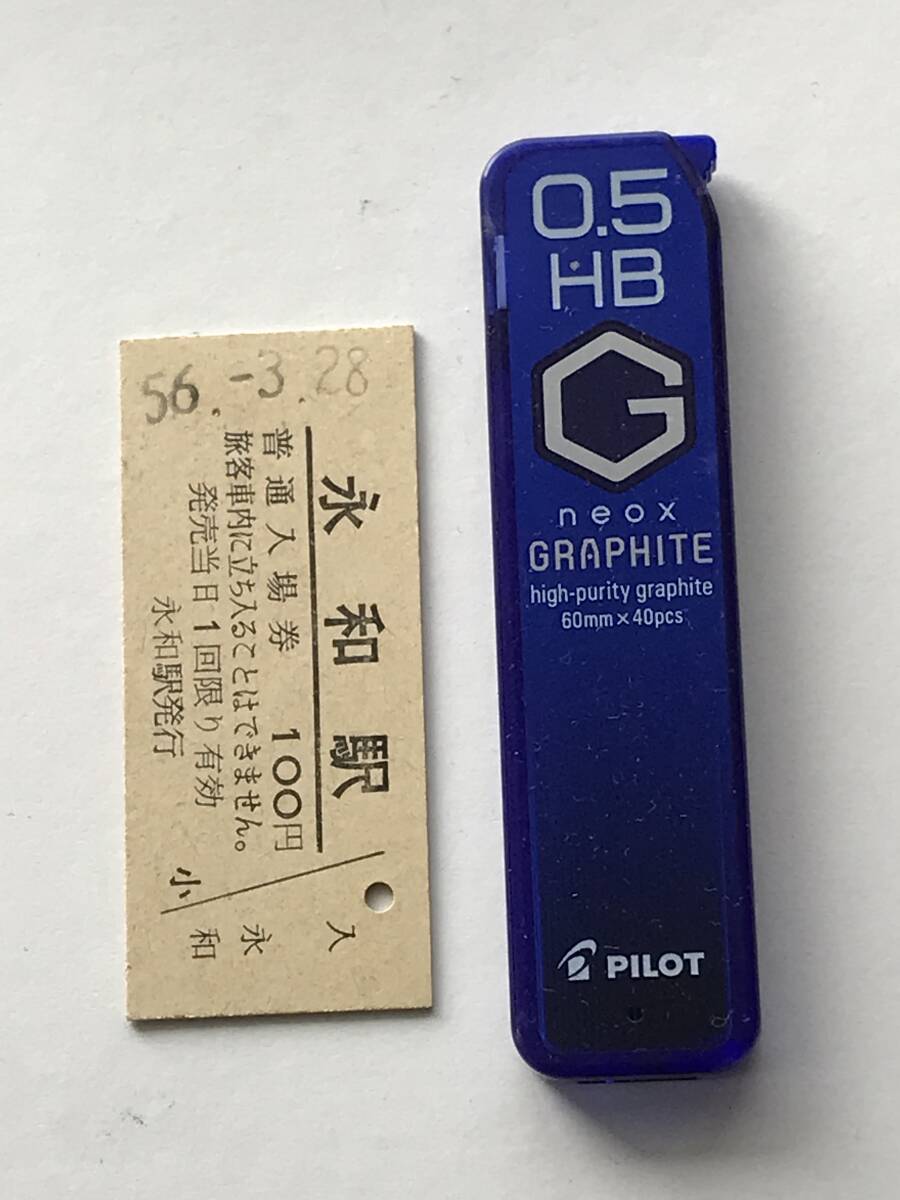 56.-3.28
永和駅
普通入場券 100円
旅客車内に立ち入ることはできません。
発売当日1回限り有効
永和駅発行
小
入
永
和
0.5
HB
G
neox
GRAPHITE
high-purity graphite
60mm×40pcs
PILOT